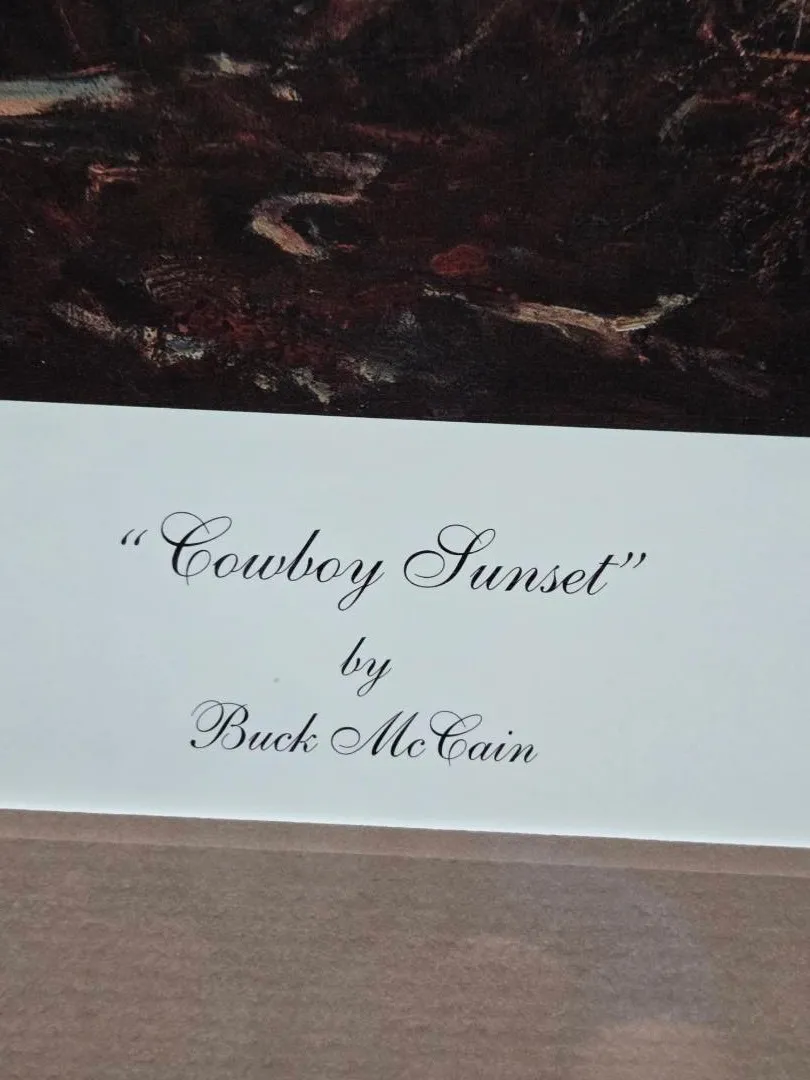 “Cowboy Sunset”
by
Buck McCain